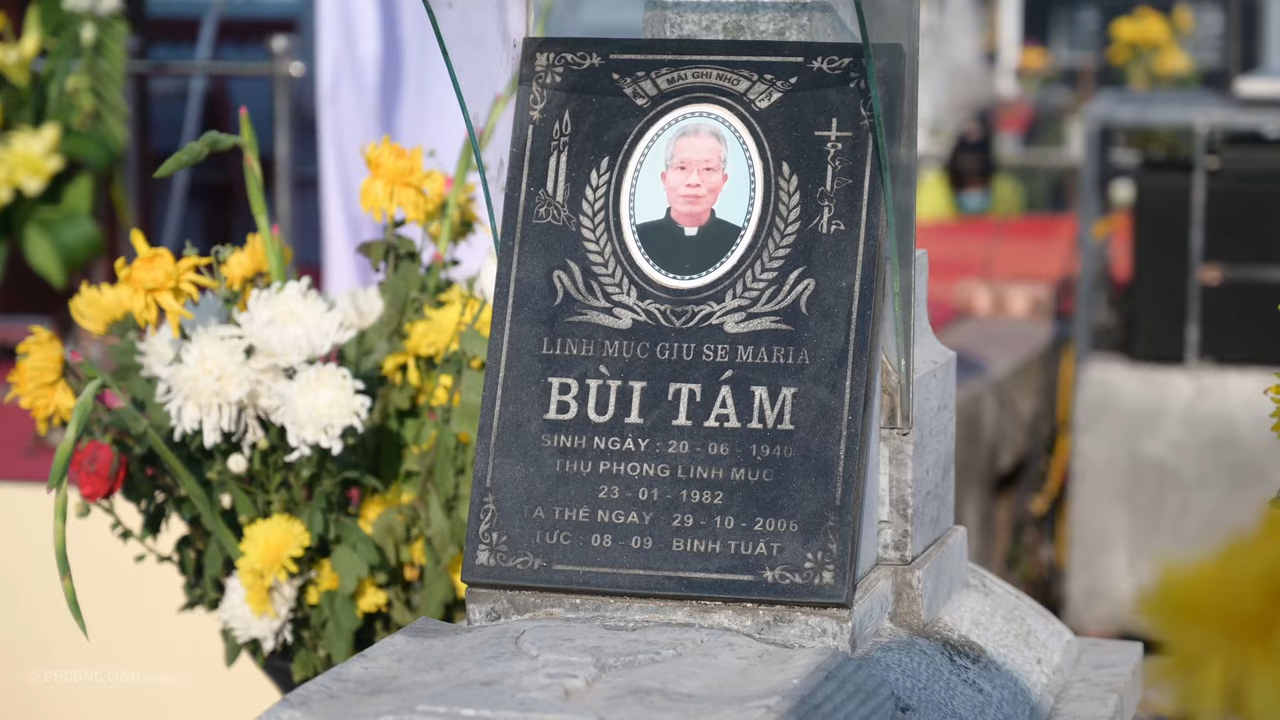 MÃI GHI NHỚ
LINH MỤC GIU SE MARIA
BÙI TÁM
SINH NGÀY : 20 - 06 - 1940
THỤ PHONG LINH MỤC
23 - 01 - 1982
TẠ THẾ NGÀY : 29 - 10 - 2006
TỨC : 08 - 09 - BÍNH TUẤT
© PHƯƠNG LINH